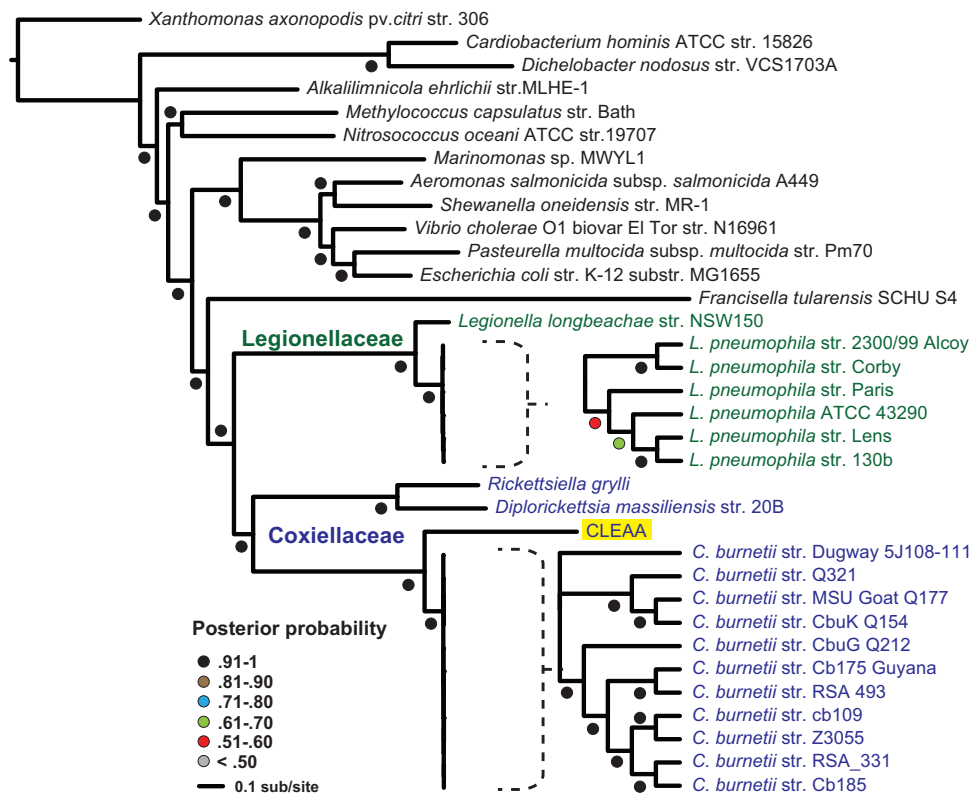 Xanthomonas axonopodis pv.citri str. 306
Cardiobacterium hominis ATCC str. 15826
Dichelobacter nodosus str. VCS1703A
Alkalilimnicola ehrlichii str.MLHE-1
Methylococcus capsulatus str. Bath
Nitrosococcus oceani ATCC str.19707
Marinomonas sp. MWYL1
Aeromonas salmonicida subsp. salmonicida A449
Shewanella oneidensis str. MR-1
Vibrio cholerae O1 biovar El Tor str. N16961
Pasteurella multocida subsp. multocida str. Pm70
Escherichia coli str. K-12 substr. MG1655
Francisella tularensis SCHU S4
Legionellaceae
Legionella longbeachae str. NSW150
L. pneumophila str. 2300/99 Alcoy
L. pneumophila str. Corby
L. pneumophila str. Paris
L. pneumophila ATCC 43290
L. pneumophila str. Lens
L. pneumophila str. 130b
Rickettsiella grylli
Diplorickettsia massiliensis str. 20B
Coxiellaceae
CLEAA
C. burnetii str. Dugway 5J108-111
C. burnetii str. Q321
C. burnetii str. MSU Goat Q177
C. burnetii str. CbuK Q154
C. burnetii str. CbuG Q212
C. burnetii str. Cb175 Guyana
C. burnetii str. RSA 493
C. burnetii str. cb109
C. burnetii str. Z3055
C. burnetii str. RSA_331
C. burnetii str. Cb185
Posterior probability
.91-1
.81-.90
.71-.80
.61-.70
.51-.60
< .50
0.1 sub/site